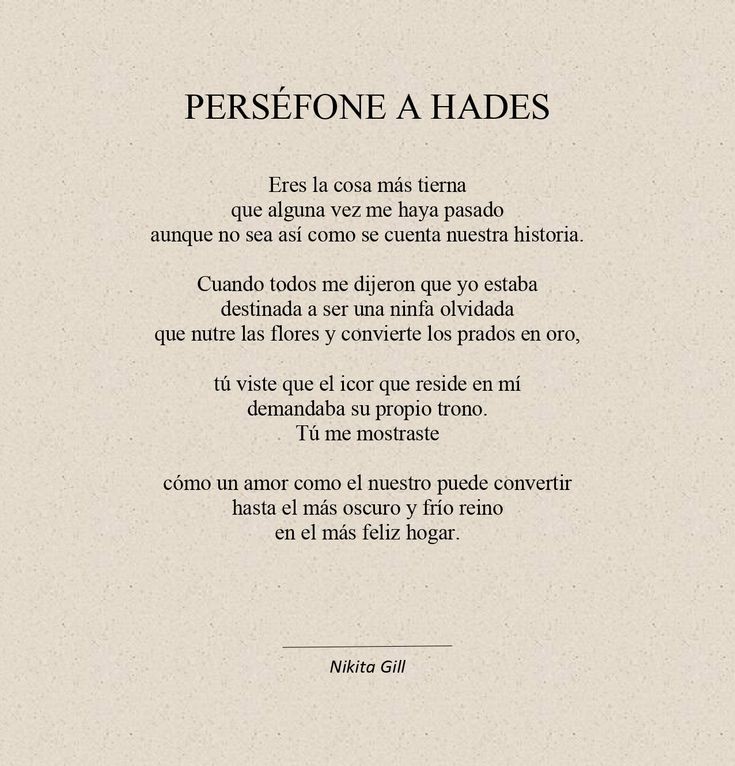 PERSÉFONE A HADES
Eres la cosa más tierna
que alguna vez me haya pasado
aunque no sea así como se cuenta nuestra historia.
Cuando todos me dijeron que yo estaba
destinada a ser una ninfa olvidada
que nutre las flores y convierte los prados en oro,
tú viste que el icor que reside en mí
demandaba su propio trono.
Tú me mostraste
cómo un amor como el nuestro puede convertir
hasta el más oscuro y frío reino
en el más feliz hogar.
Nikita Gill